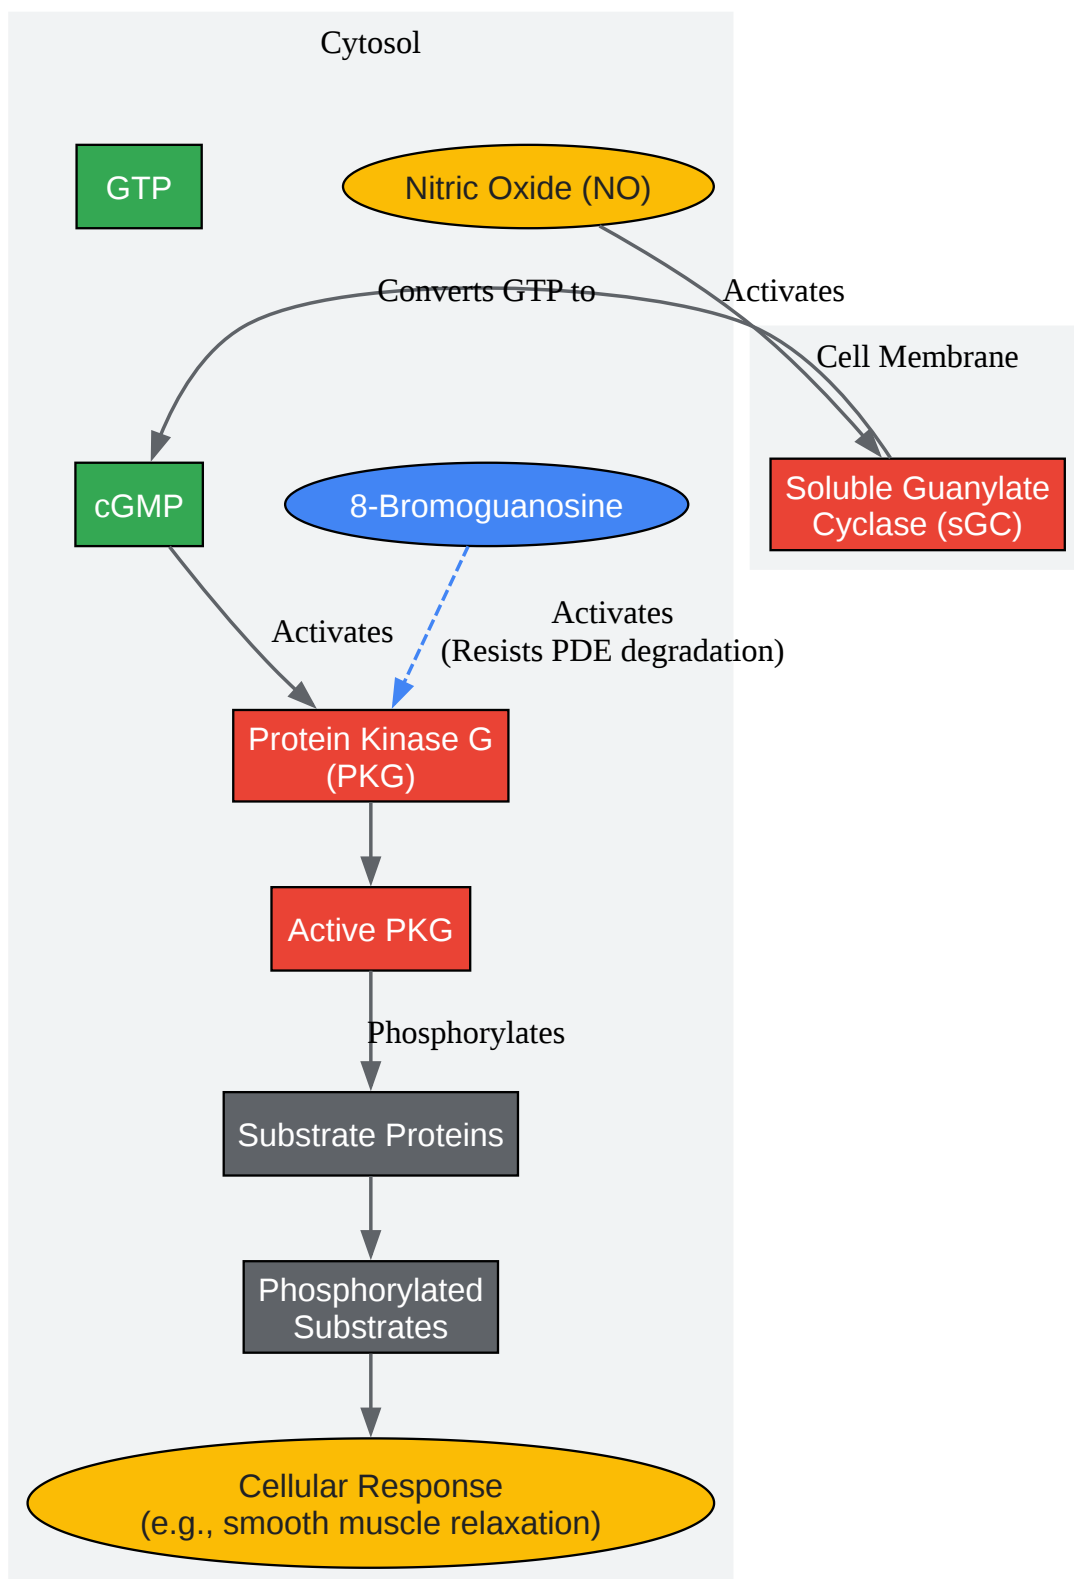 Cytosol
GTP
Nitric Oxide (NO)
Converts GTP to
Activates
Cell Membrane
cGMP
8-Bromoguanosine
Soluble Guanylate
Cyclase (sGC)
Activates
Activates
(Resists PDE degradation)
Protein Kinase G
(PKG)
Active PKG
Phosphorylates
Substrate Proteins
Phosphorylated
Substrates
Cellular Response
(e.g., smooth muscle relaxation)